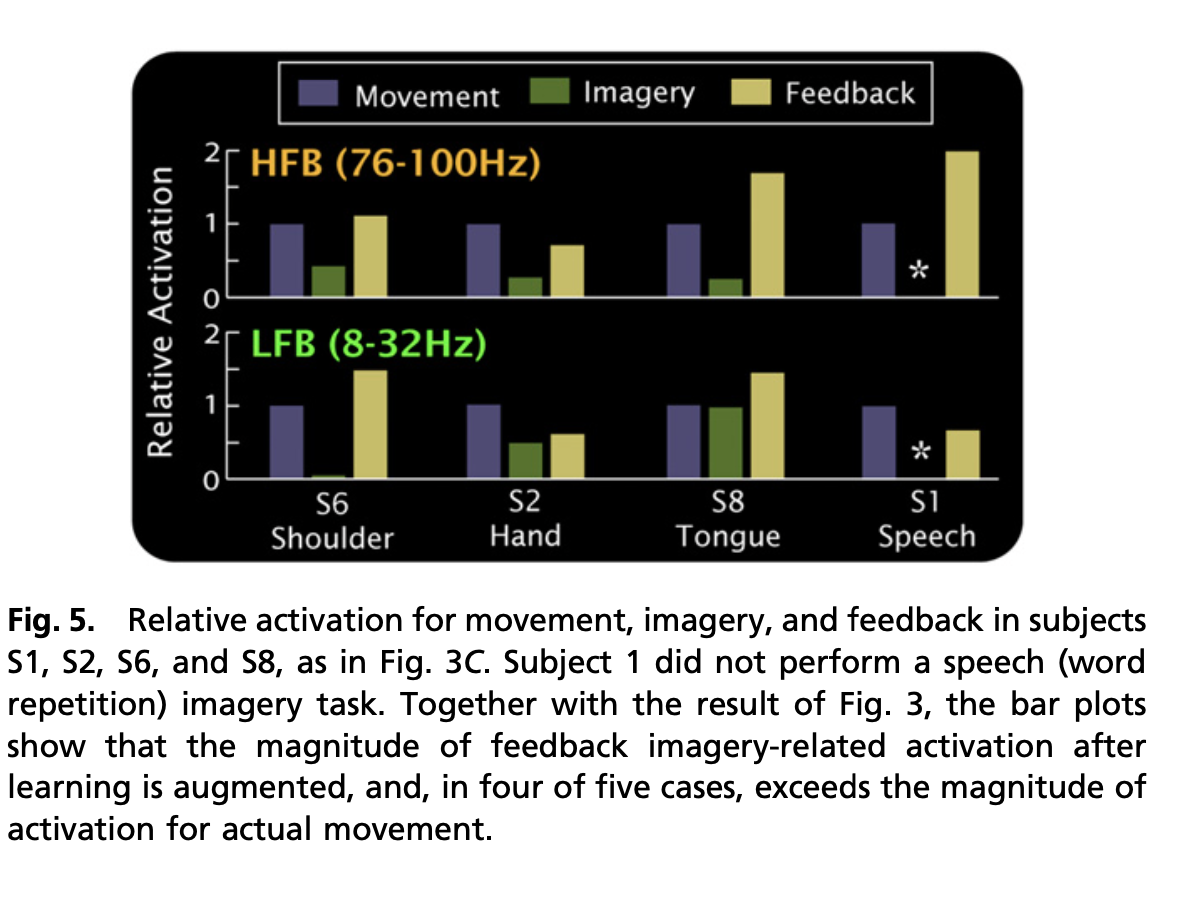 Movement Imagery Feedback
Relative Activation
2
1
0
HFB (76-100Hz)
*
Relative Activation
2
1
0
LFB (8-32Hz)
*
S6 S2 S8 S1
Shoulder Hand Tongue Speech
Fig. 5. Relative activation for movement, imagery, and feedback in subjects
S1, S2, S6, and S8, as in Fig. 3C. Subject 1 did not perform a speech (word
repetition) imagery task. Together with the result of Fig. 3, the bar plots
show that the magnitude of feedback imagery-related activation after
learning is augmented, and, in four of five cases, exceeds the magnitude of
activation for actual movement.